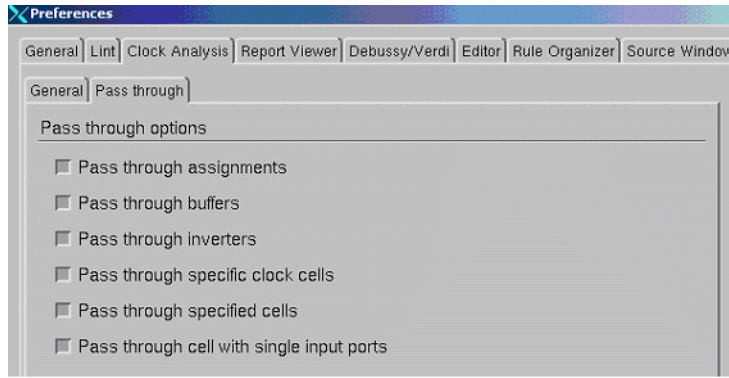 Preferences
General Lint Clock Analysis Report Viewer Debussy/Verdi Editor Rule Organizer Source Window
General Pass through
Pass through options
Pass through assignments
Pass through buffers
Pass through inverters
Pass through specific clock cells
Pass through specified cells
Pass through cell with single input ports